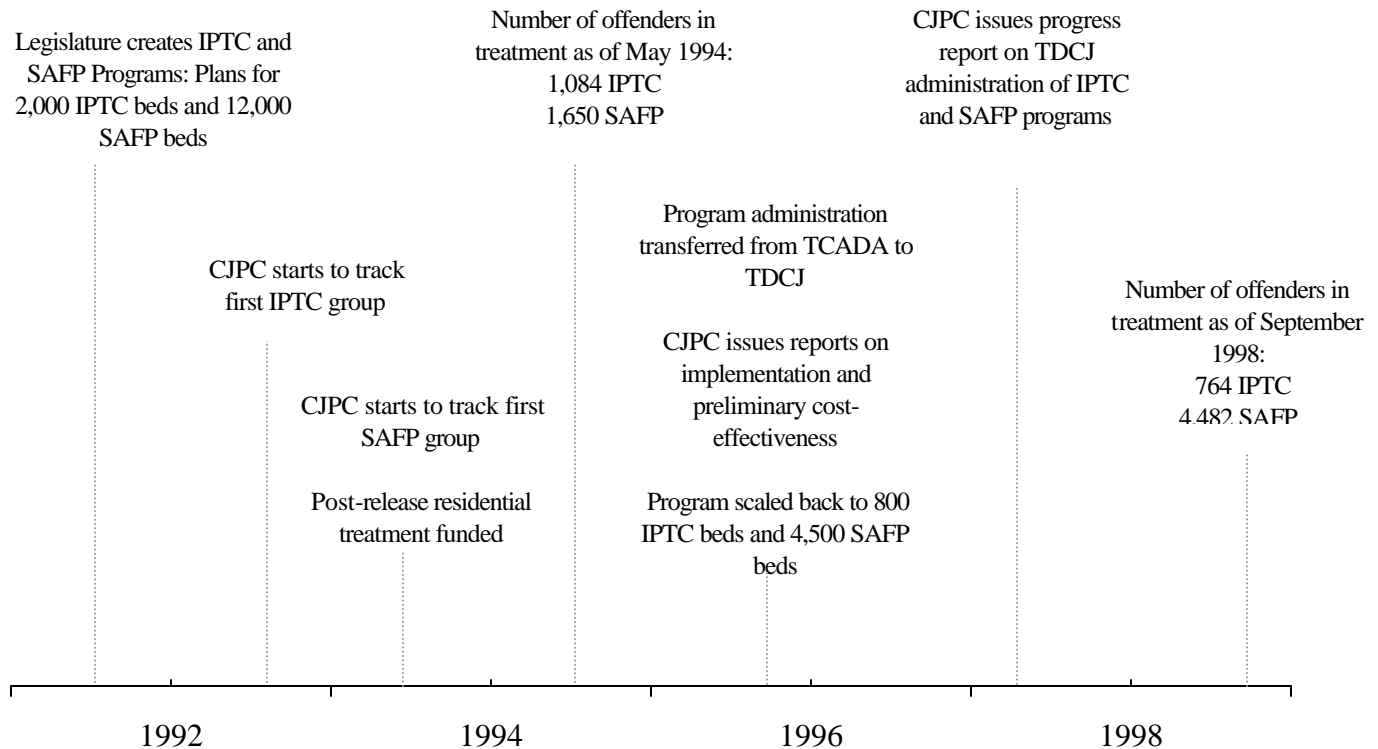 Legislature creates IPTC and
SAFP Programs: Plans for
2,000 IPTC beds and 12,000
SAFP beds
CJPC starts to track
first IPTC group
CJPC starts to track first
SAFP group
Post-release residential
treatment funded
Number of offenders in
treatment as of May 1994:
1,084 IPTC
1,650 SAFP
Program administration
transferred from TCADA to
TDCJ
CJPC issues reports on
implementation and
preliminary cost-
effectiveness
Program scaled back to 800
IPTC beds and 4,500 SAFP
beds
CJPC issues progress
report on TDCJ
administration of IPTC
and SAFP programs
Number of offenders in
treatment as of September
1998:
764 IPTC
4,482 SAFP
1992
1994
1996
1998